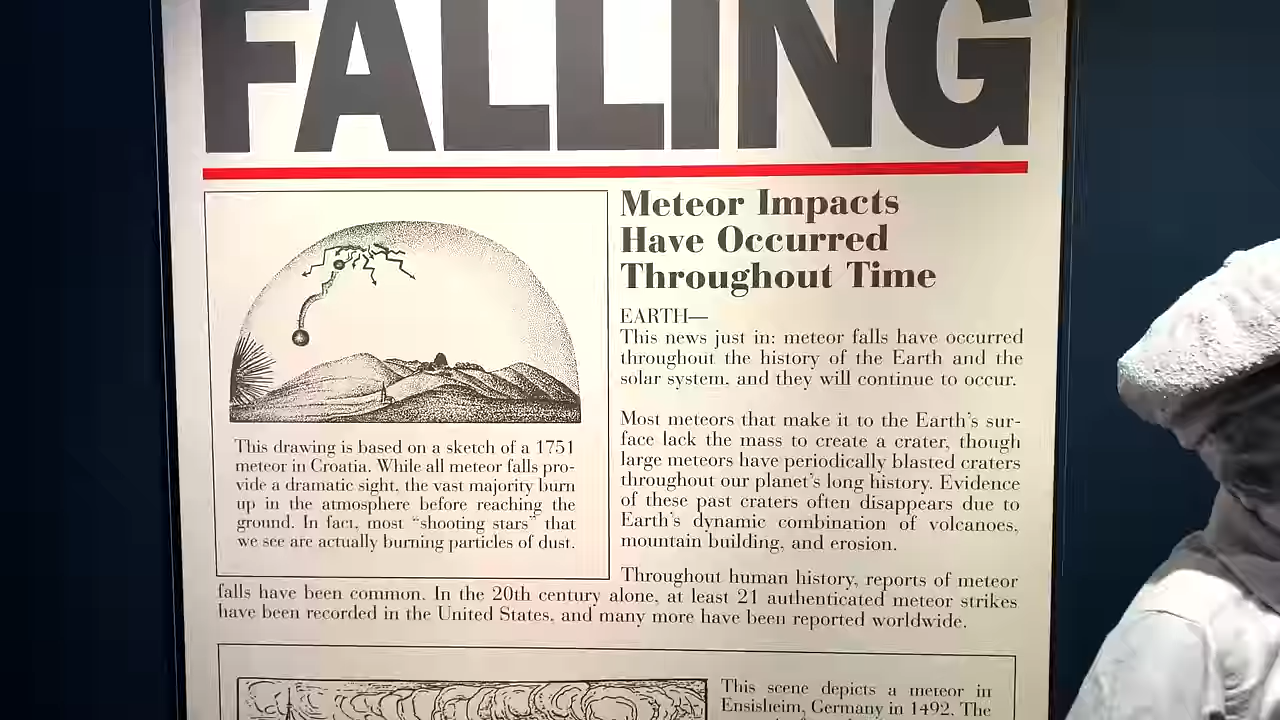 FALLING
Meteor Impacts
Have Occurred
Throughout Time
EARTH—
This news just in: meteor falls have occurred
throughout the history of the Earth and the
solar system, and they will continue to occur.
Most meteors that make it to the Earth's sur-
face lack the mass to create a crater, though
large meteors have periodically blasted craters
throughout our planet's long history. Evidence
of these past craters often disappears due to
Earth's dynamic combination of volcanoes,
mountain building, and erosion.
Throughout human history, reports of meteor
falls have been common. In the 20th century alone, at least 21 authenticated meteor strikes
have been recorded in the United States, and many more have been reported worldwide.
This drawing is based on a sketch of a 1751
meteor in Croatia. While all meteor falls pro-
vide a dramatic sight, the vast majority burn
up in the atmosphere before reaching the
ground. In fact, most "shooting stars" that
we see are actually burning particles of dust.
This scene depicts a meteor in
Ensisheim, Germany in 1492. The